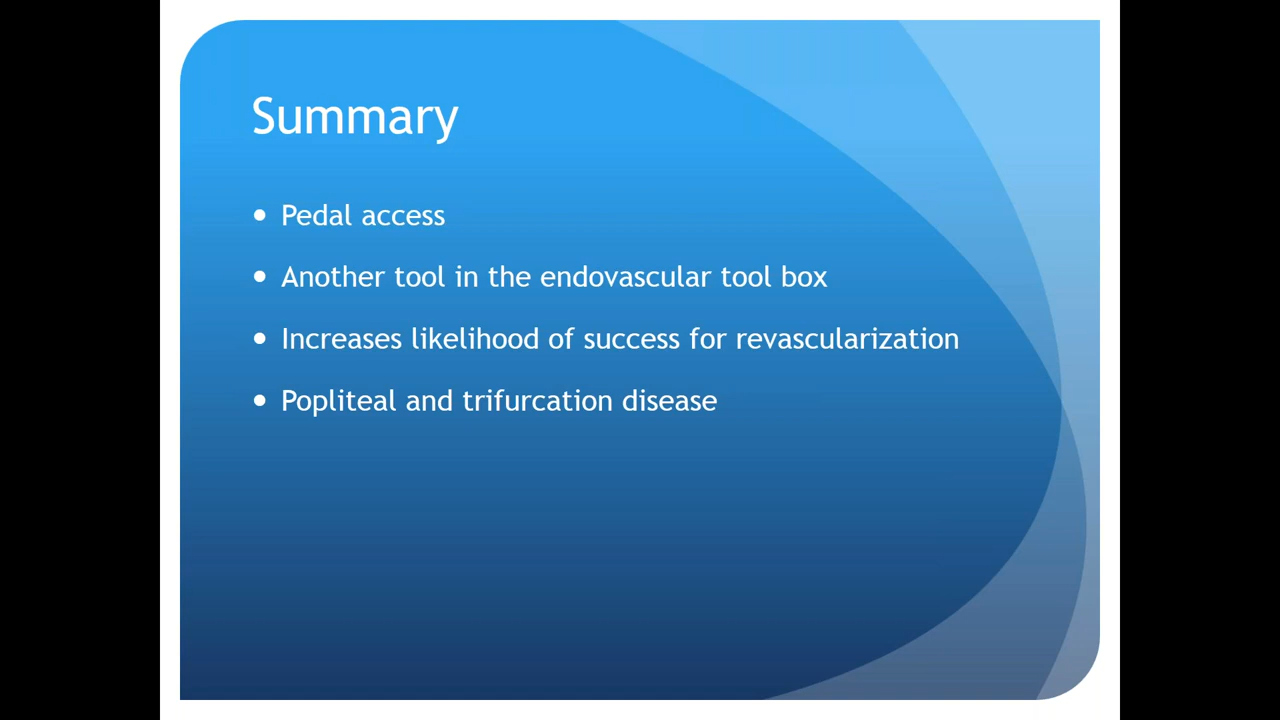 Summary
• Pedal access
• Another tool in the endovascular tool box
• Increases likelihood of success for revascularization
• Popliteal and trifurcation disease